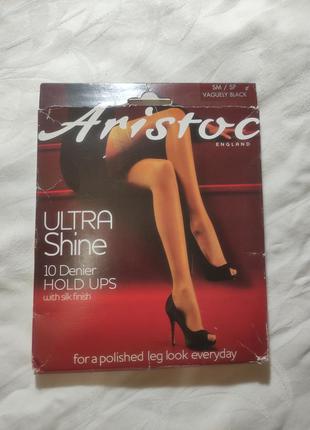 SM / SP
VAGUELY BLACK
Aristoc
ENGLAND
ULTRA
Shine
10 Denier
HOLD UPS
with silk finish
for a polished leg look everyday